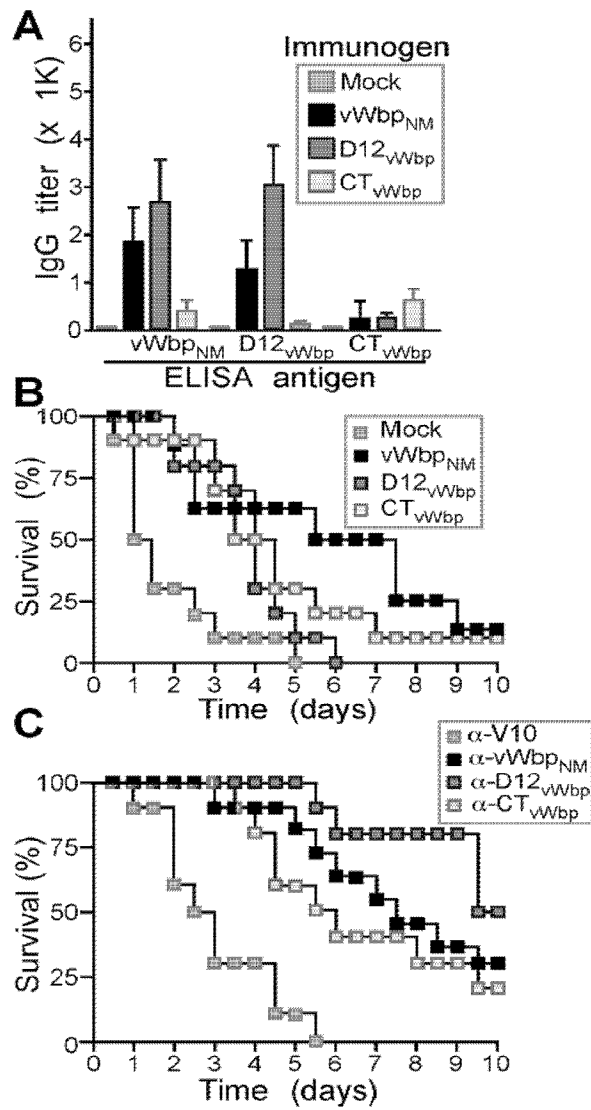 A
Immunogen
Mock
vWbpNM
D12vWbp
CTvWbp
IgG titer (x 1K)
6
5
4
3
2
1
0
vWbpNM D12vWbp CTvWbp
ELISA antigen
B
Mock
vWbpNM
D12vWbp
CTvWbp
Survival (%)
100
75
50
25
0
0 1 2 3 4 5 6 7 8 9 10
Time (days)
C
α-V10
α-vWbpNM
α-D12vWbp
α-CTvWbp
Survival (%)
100
75
50
25
0
0 1 2 3 4 5 6 7 8 9 10
Time (days)